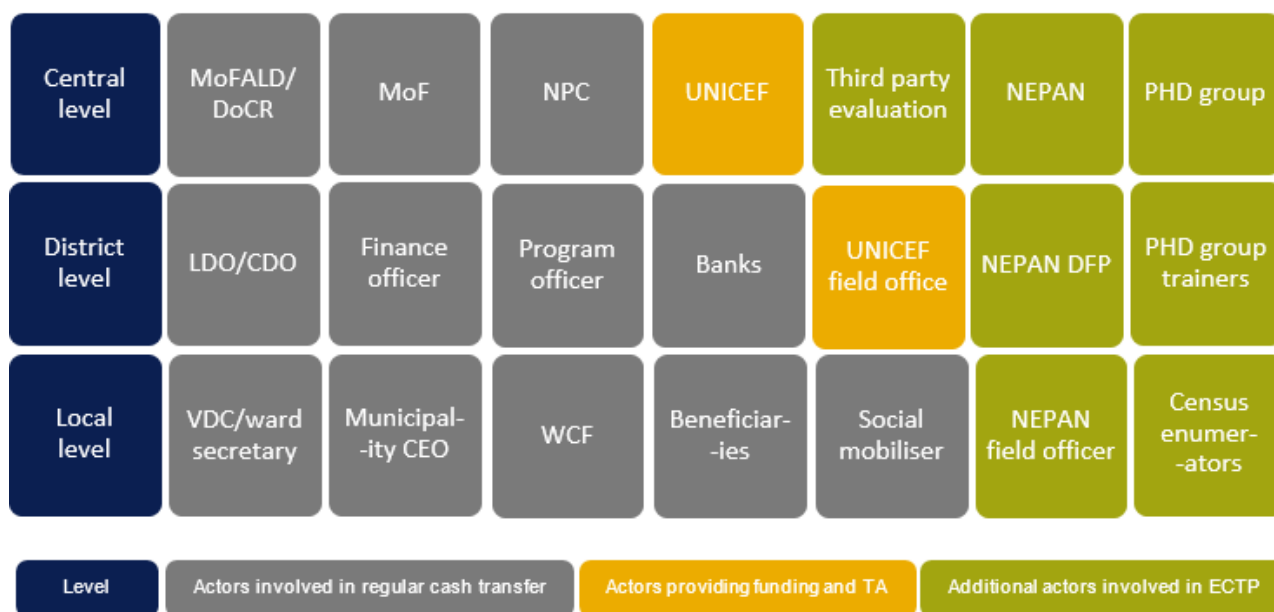 Central
level
MoFALD/
DoCR
MoF
NPC
UNICEF
Third party
evaluation
NEPAN
PHD group
District
level
LDO/CDO
Finance
officer
Program
officer
Banks
UNICEF
field office
NEPAN DFP
PHD group
trainers
Local
level
VDC/ward
secretary
Municipal-
-ity CEO
WCF
Beneficiar-
-ies
Social
mobiliser
NEPAN
field officer
Census
enumer-
-ators
Level
Actors involved in regular cash transfer
Actors providing funding and TA
Additional actors involved in ECTP